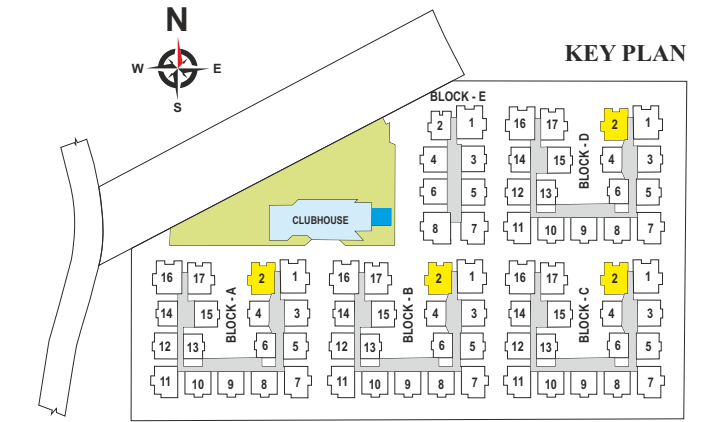 N
W E
S
KEY PLAN
BLOCK - E
2 1
4 3
6 5
8 7
BLOCK - D
16 17 2 1
14 15 4 3
12 13 6 5
11 10 9 8 7
CLUBHOUSE
BLOCK - A
16 17 2 1
14 15 4 3
12 13 6 5
11 10 9 8 7
BLOCK - B
16 17 2 1
14 15 4 3
12 13 6 5
11 10 9 8 7
BLOCK - C
16 17 2 1
14 15 4 3
12 13 6 5
11 10 9 8 7